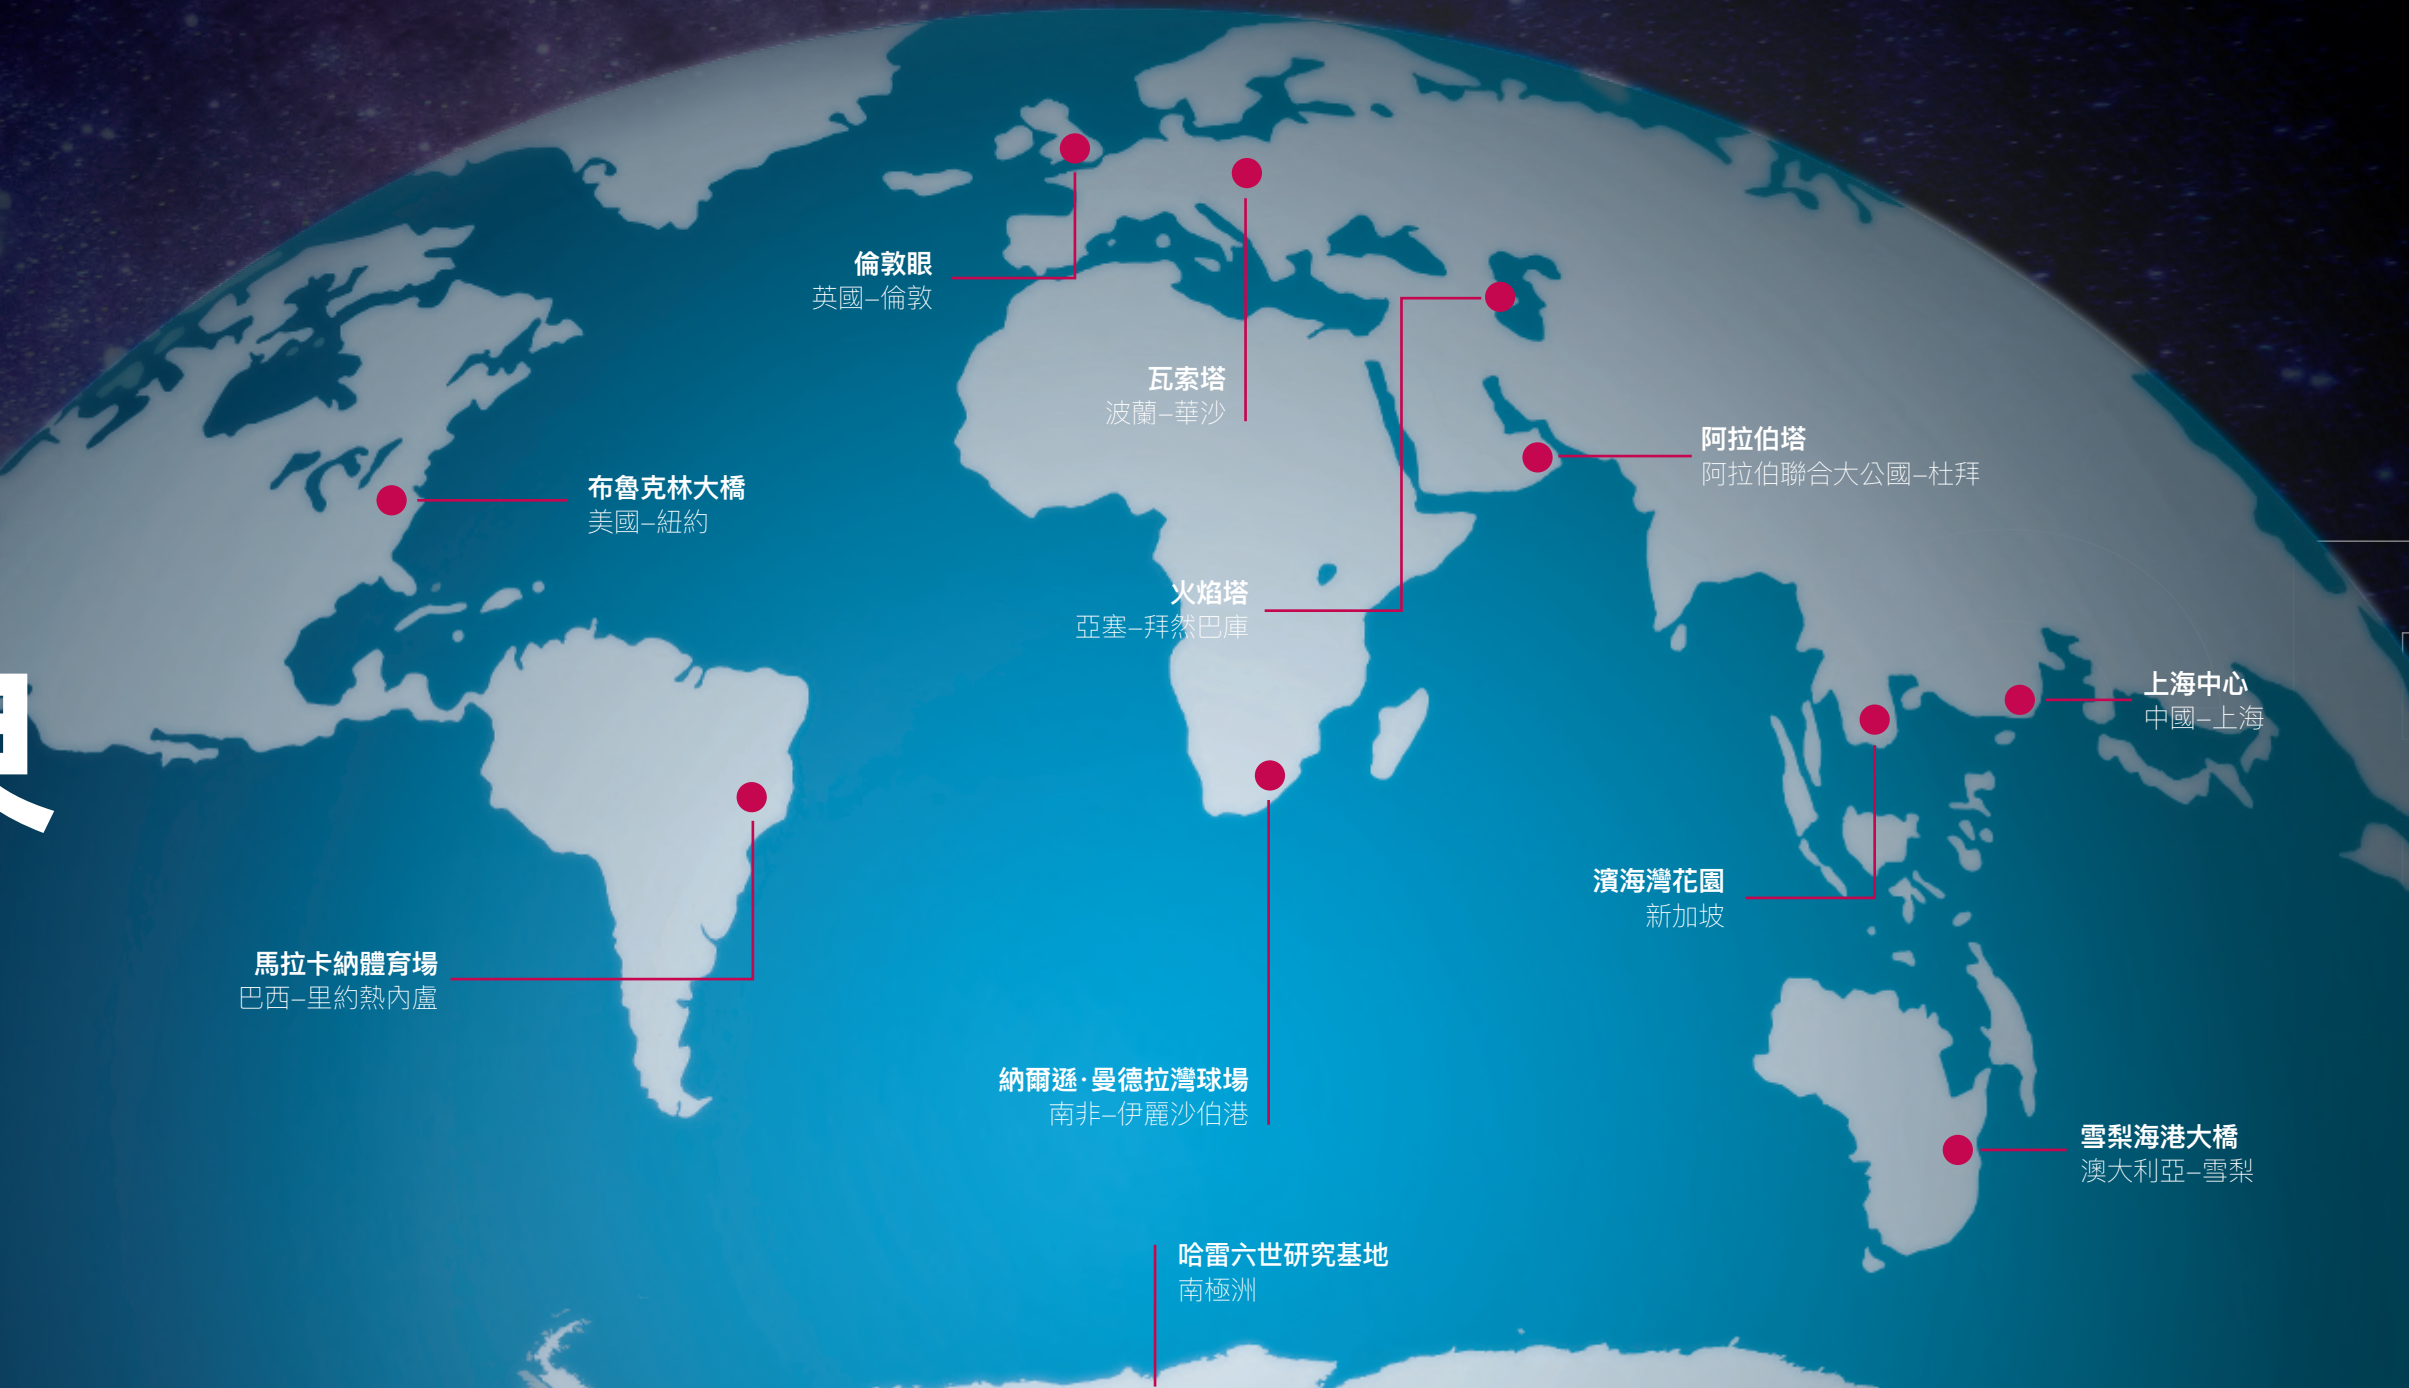 倫敦眼
英國–倫敦
瓦索塔
波蘭–華沙
阿拉伯塔
阿拉伯聯合大公國–杜拜
布魯克林大橋
美國–紐約
火焰塔
亞塞–拜然巴庫
上海中心
中國–上海
濱海灣花園
新加坡
馬拉卡納體育場
巴西–里約熱內盧
納爾遜·曼德拉灣球場
南非–伊麗沙伯港
雪梨海港大橋
澳大利亞–雪梨
哈雷六世研究基地
南極洲